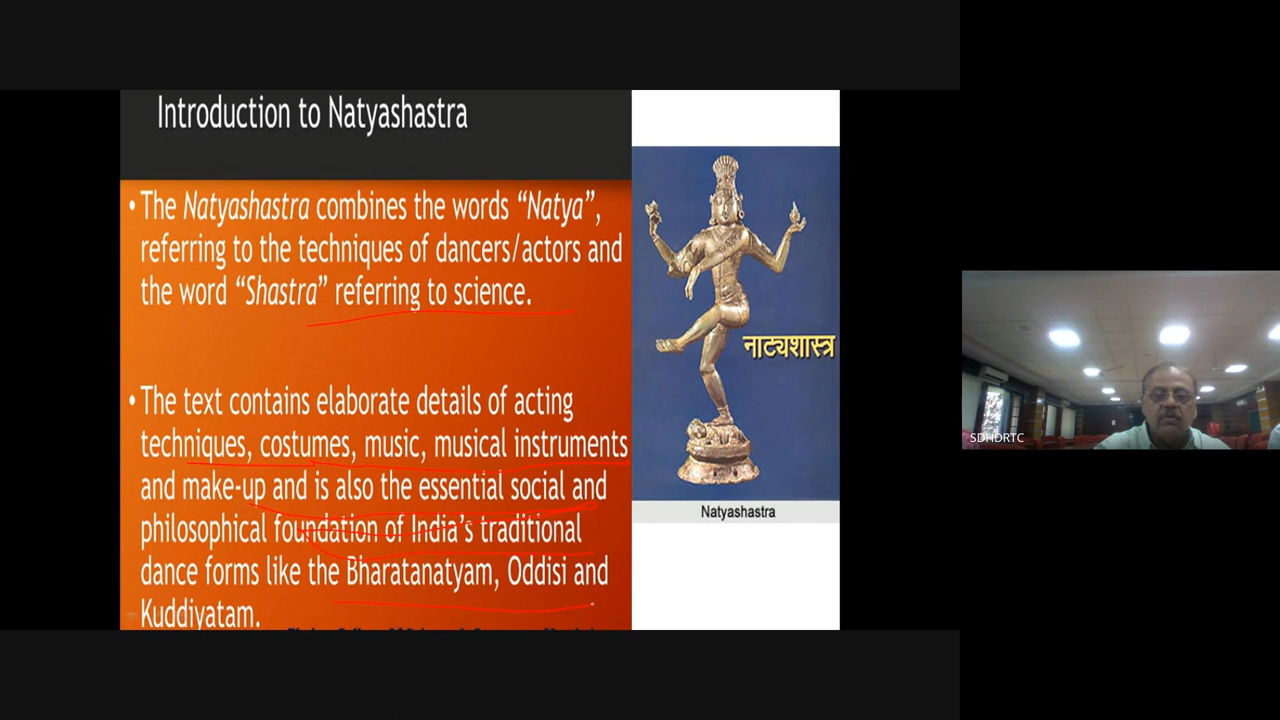 Introduction to Natyashastra
• The Natyashastra combines the words “Natya”,
referring to the techniques of dancers/actors and
the word “Shastra” referring to science.
• The text contains elaborate details of acting
techniques, costumes, music, musical instruments
and make-up and is also the essential social and
philosophical foundation of India’s traditional
dance forms like the Bharatanatyam, Oddisi and
Kuddiyatam.
नाट्यशास्त्र
Natyashastra
SDHDRTC